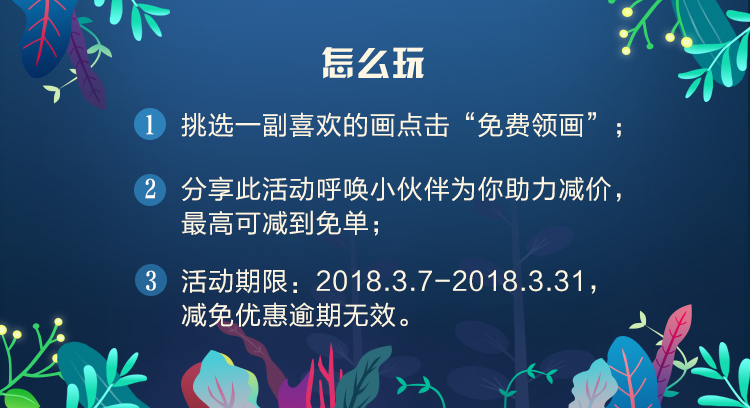 怎么玩
1 挑选一副喜欢的画点击“免费领画”；
2 分享此活动呼唤小伙伴为你助力减价，
最高可减到免单；
3 活动期限：2018.3.7-2018.3.31，
减免优惠逾期无效。